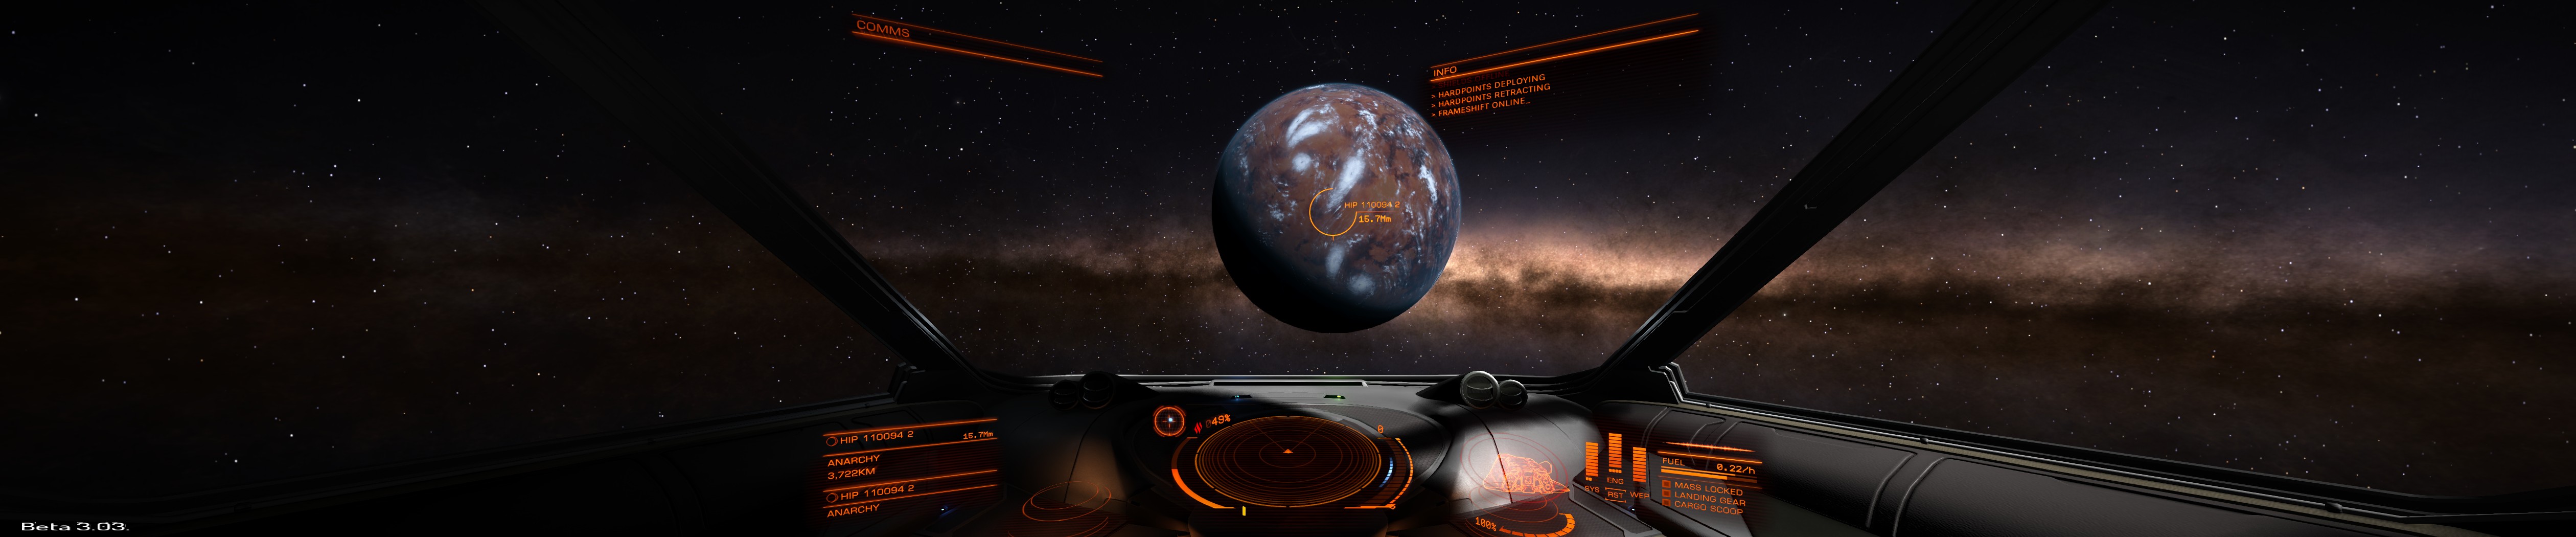 COMMS
INFO
> HARDPOINTS DEPLOYING
> HARDPOINTS RETRACTING
> FRAMESHIFT ONLINE_
HIP 110094 2
15.7Mm
49%
0
HIP 110094 2
15.7Mm
ANARCHY
3,722KM
HIP 110094 2
ANARCHY
SYS
ENG
RST
WEP
FUEL
0.22/h
MASS LOCKED
LANDING GEAR
CARGO SCOOP
100%
Beta 3.03.